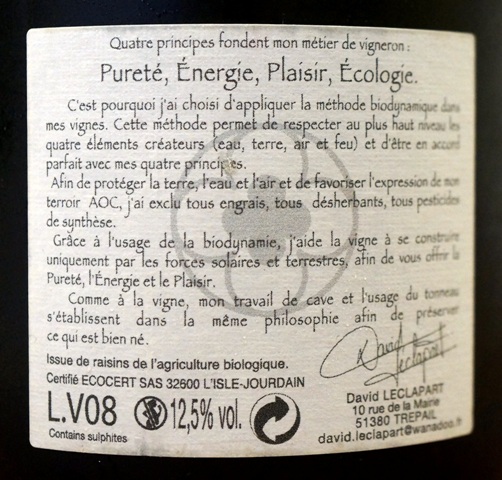 Quatre principes fondent mon métier de vigneron :
Pureté, Énergie, Plaisir, Écologie.
C'est pourquoi j'ai choisi d'appliquer la méthode biodynamique dans
mes vignes. Cette méthode permet de respecter au plus haut niveau les
quatre éléments créateurs (eau, terre, air et feu) et d'être en accord
parfait avec mes quatre principes.
Afin de protéger la terre, l'eau et l'air et de favoriser l'expression de mon
terroir AOC, j'ai exclu tous engrais, tous désherbants, tous pesticides
de synthèse.
Grâce à l'usage de la biodynamie, j'aide la vigne à se construire
uniquement par les forces solaires et terrestres, afin de vous offrir la
Pureté, l'Énergie et le Plaisir.
Comme à la vigne, mon travail de cave et l'usage du tonneau
s'établissent dans la même philosophie afin de préserver
ce qui est bien né.
David Leclapart
Issue de raisins de l'agriculture biologique.
Certifié ECOCERT SAS 32600 L'ISLE-JOURDAIN
L.V08 12,5% vol.
Contains sulphites
David LECLAPART
10 rue de la Mairie
51380 TREPAIL
david.leclapart@wanadoo.fr